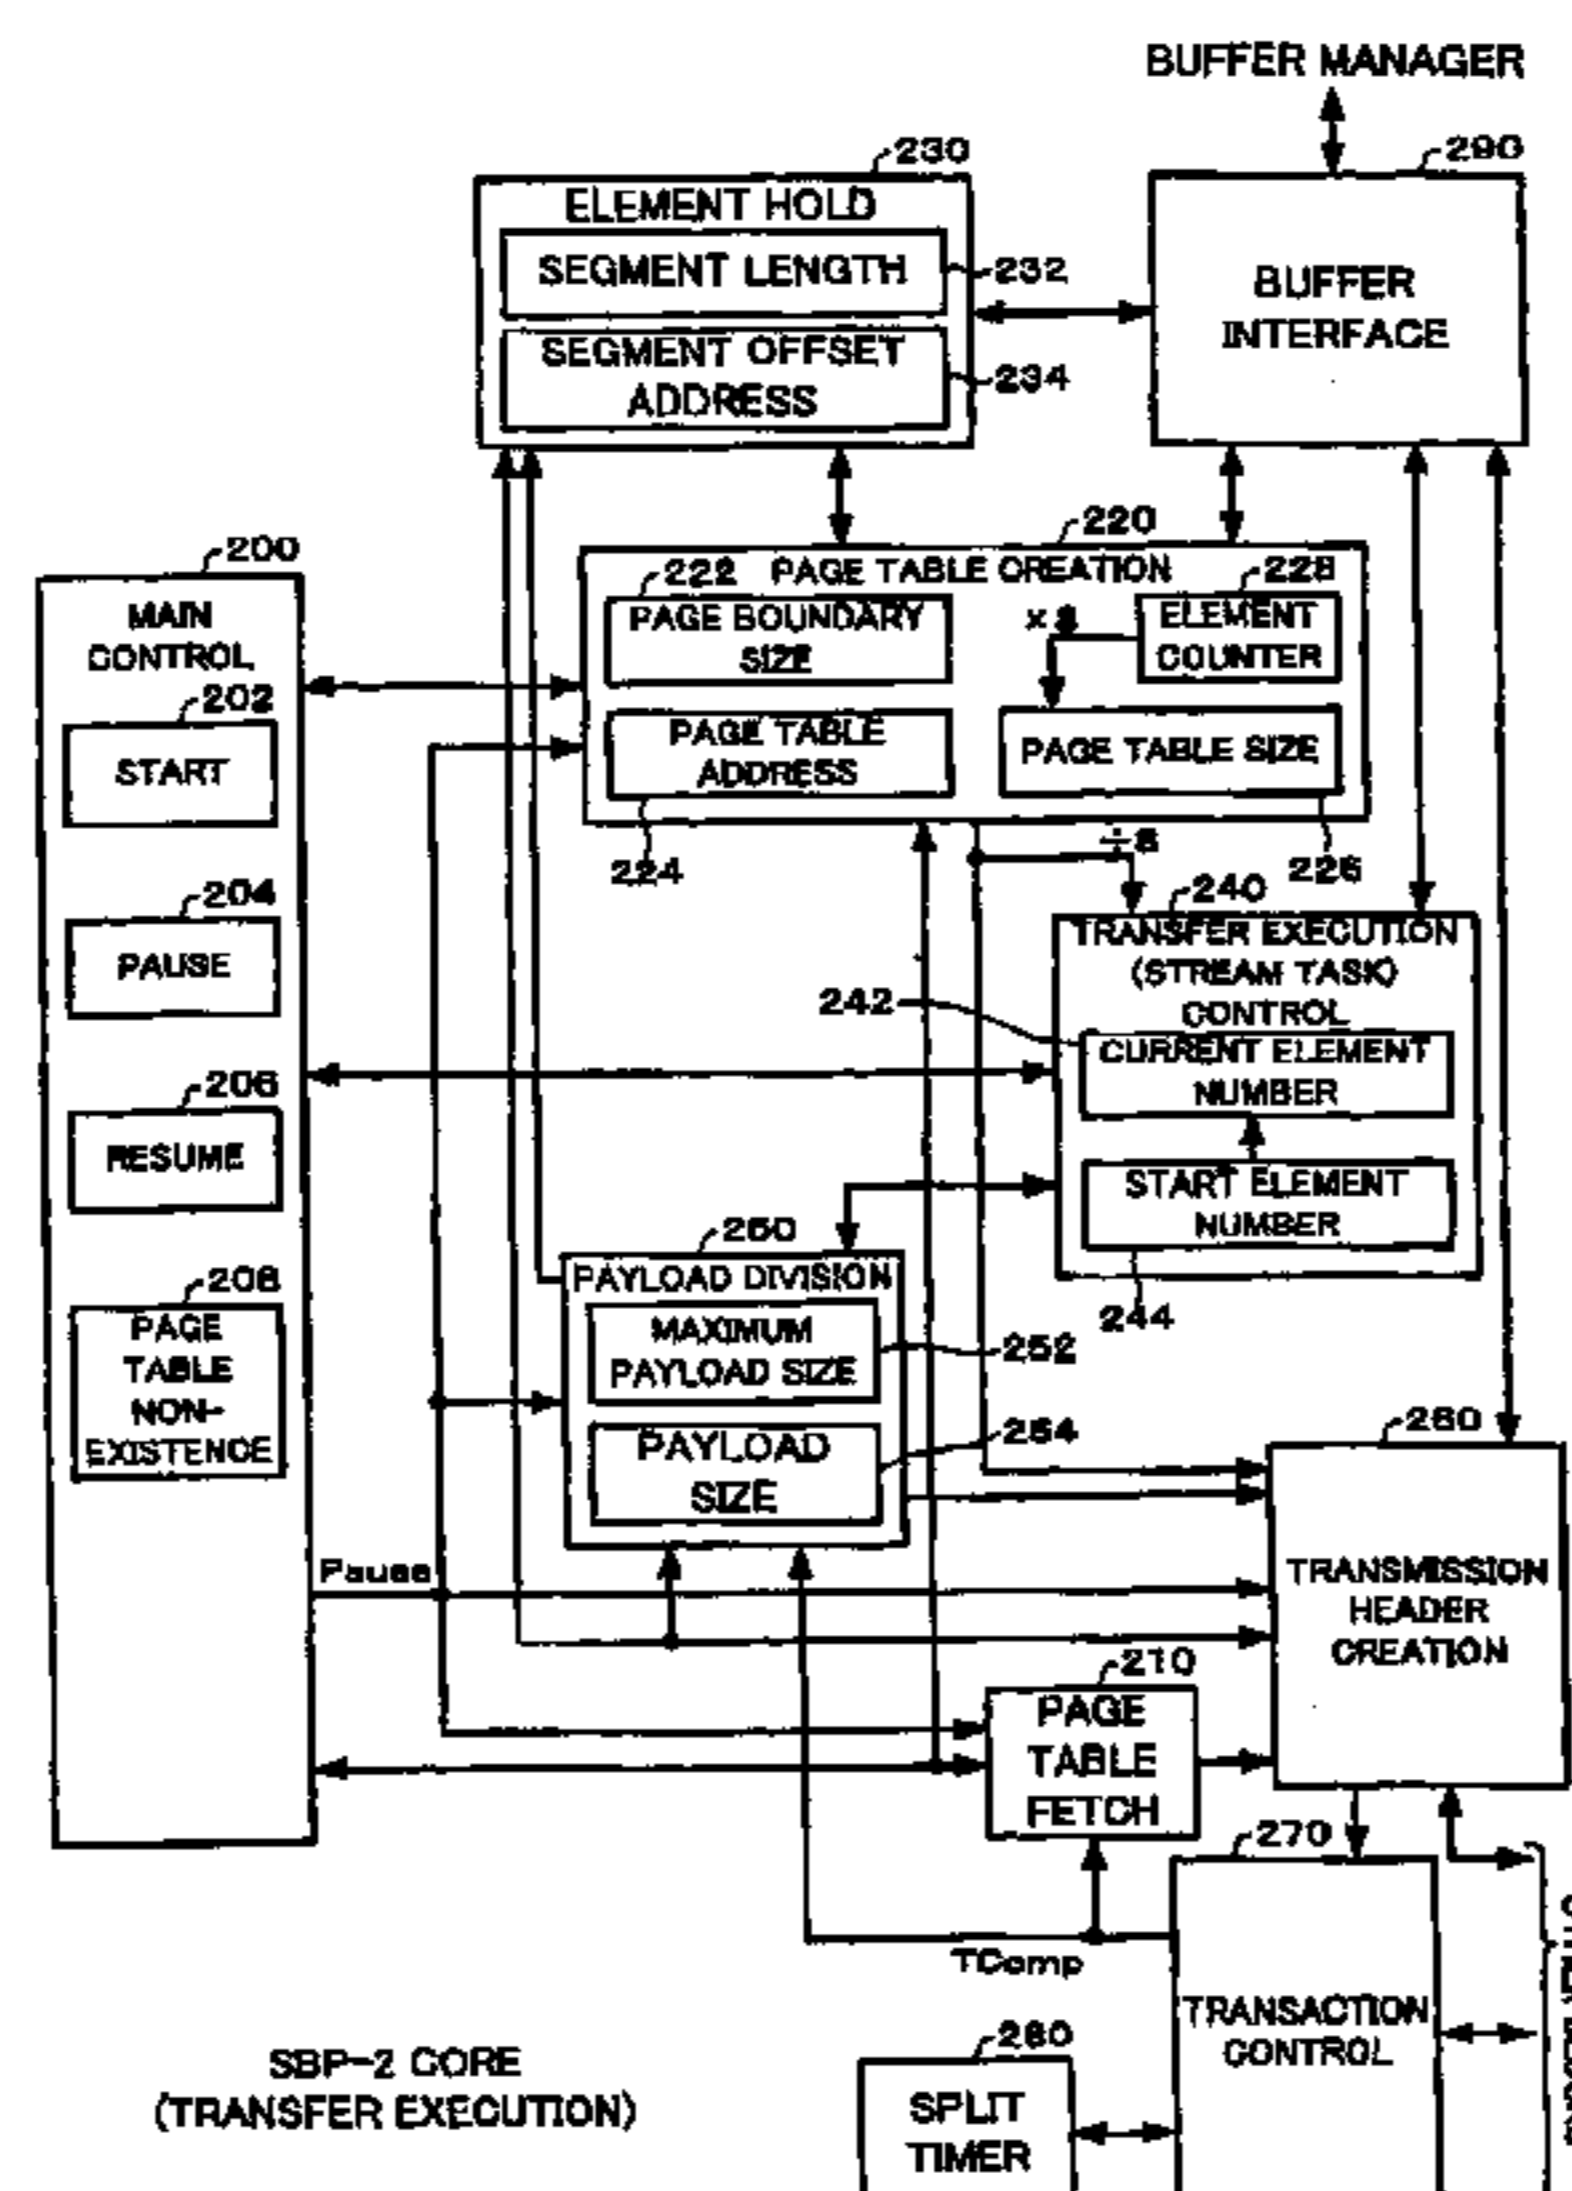 BUFFER MANAGER
230
290
ELEMENT HOLD
SEGMENT LENGTH
232
SEGMENT OFFSET
ADDRESS
234
BUFFER
INTERFACE
200
MAIN
CONTROL
202
START
204
PAUSE
206
RESUME
208
PAGE
TABLE
NON-
EXISTENCE
220
222
PAGE TABLE CREATION
228
PAGE BOUNDARY
SIZE
×8
ELEMENT
COUNTER
PAGE TABLE
ADDRESS
PAGE TABLE SIZE
224
÷8
226
240
TRANSFER EXECUTION
(STREAM TASK)
CONTROL
242
CURRENT ELEMENT
NUMBER
START ELEMENT
NUMBER
244
250
PAYLOAD DIVISION
MAXIMUM
PAYLOAD SIZE
252
PAYLOAD
SIZE
254
260
Pause
TRANSMISSION
HEADER
CREATION
210
PAGE
TABLE
FETCH
270
TComp
TRANSACTION
CONTROL
280
SPLIT
TIMER
SBP-2 CORE
(TRANSFER EXECUTION)